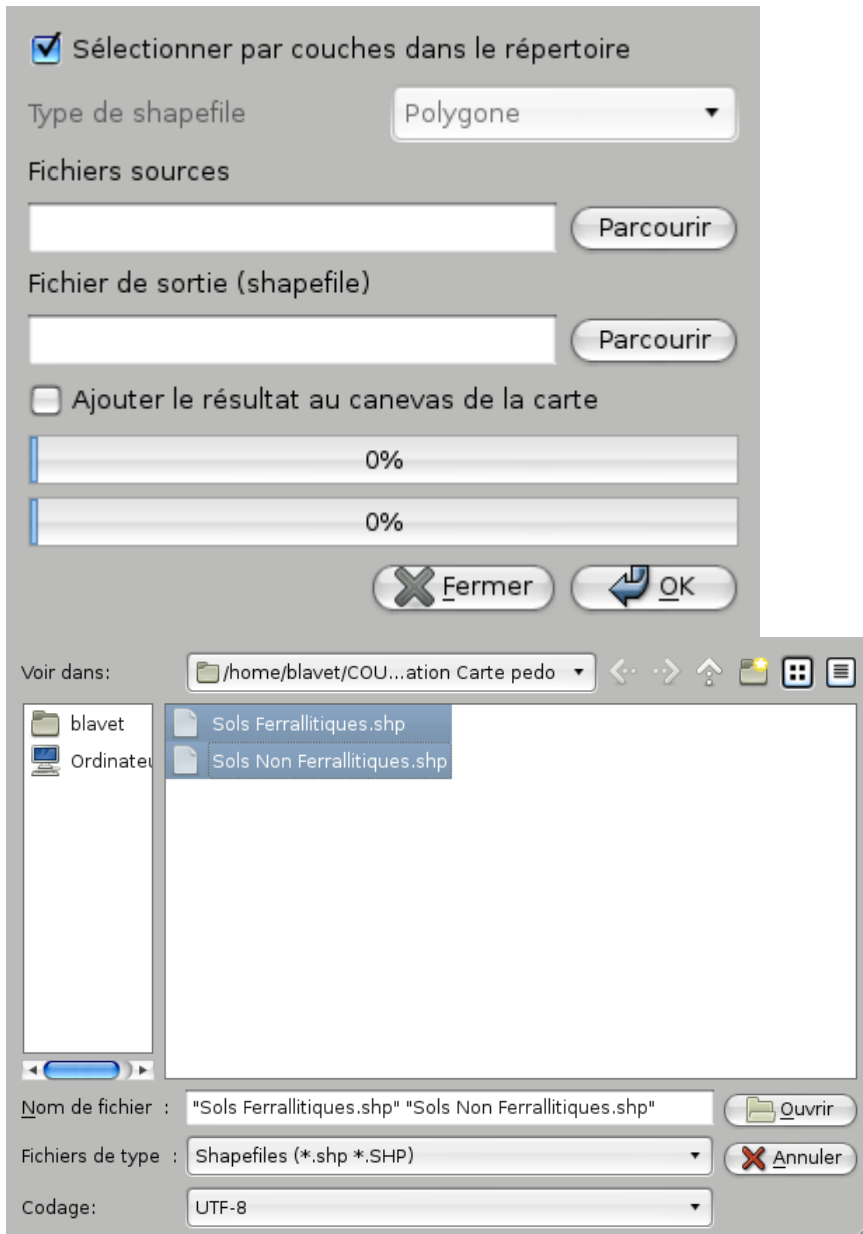 Sélectionner par couches dans le répertoire
Type de shapefile
Polygone
Fichiers sources
Parcourir
Fichier de sortie (shapefile)
Parcourir
Ajouter le résultat au canevas de la carte
0%
0%
Fermer
OK
Voir dans:
/home/blavet/COU...ation Carte pedo
blavet
Ordinateu
Sols Ferrallitiques.shp
Sols Non Ferrallitiques.shp
Nom de fichier :
"Sols Ferrallitiques.shp" "Sols Non Ferrallitiques.shp"
Ouvrir
Fichiers de type :
Shapefiles (*.shp *.SHP)
Annuler
Codage:
UTF-8